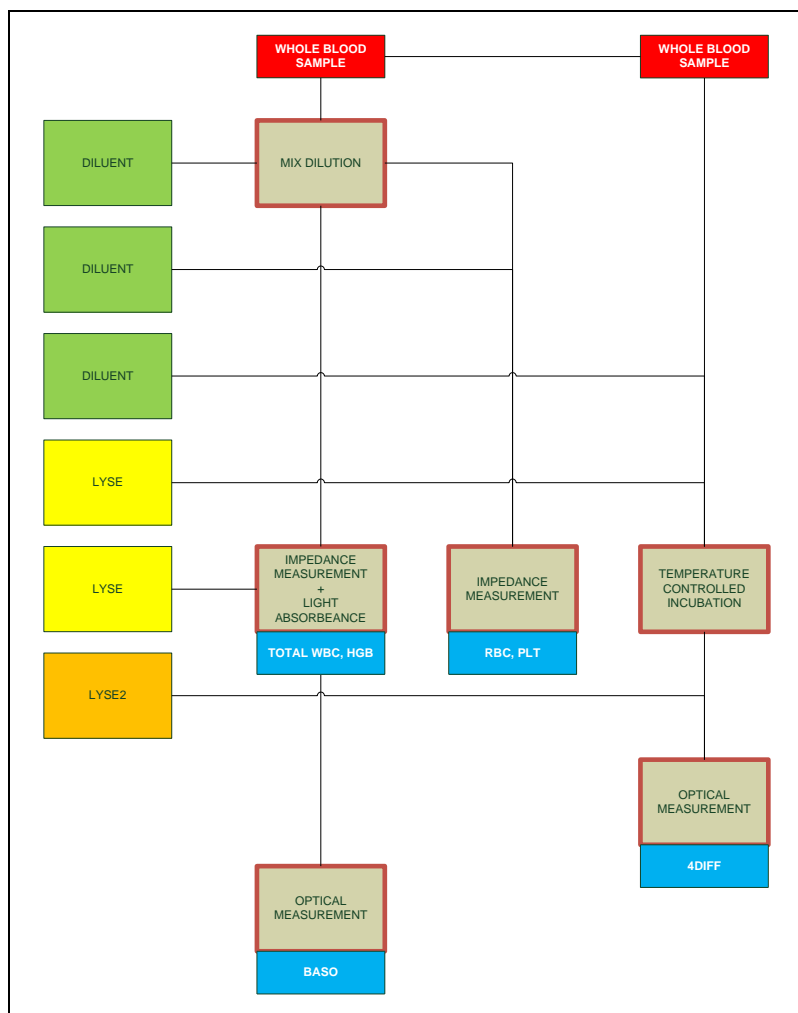 WHOLE BLOOD
SAMPLE
WHOLE BLOOD
SAMPLE
DILUENT
MIX DILUTION
DILUENT
DILUENT
LYSE
LYSE
IMPEDANCE
MEASUREMENT
+
LIGHT
ABSORBEANCE
IMPEDANCE
MEASUREMENT
TEMPERATURE
CONTROLLED
INCUBATION
TOTAL WBC, HGB
RBC, PLT
LYSE2
OPTICAL
MEASUREMENT
4DIFF
OPTICAL
MEASUREMENT
BASO